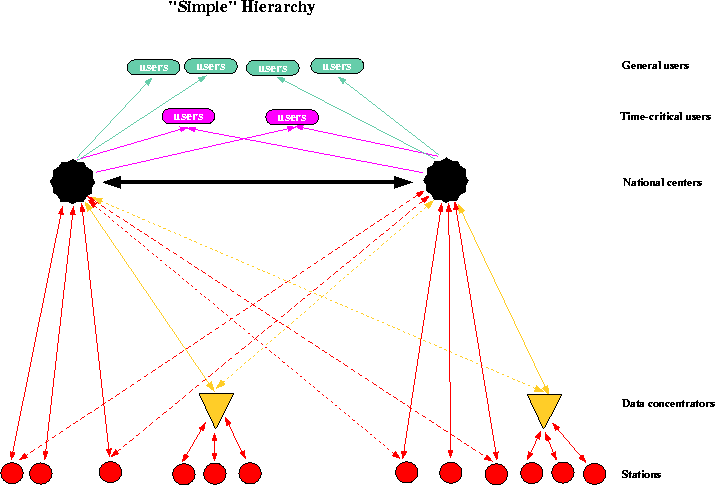 "Simple" Hierarchy
users users users users General users
users users Time-critical users
National centers
Data concentrators
Stations